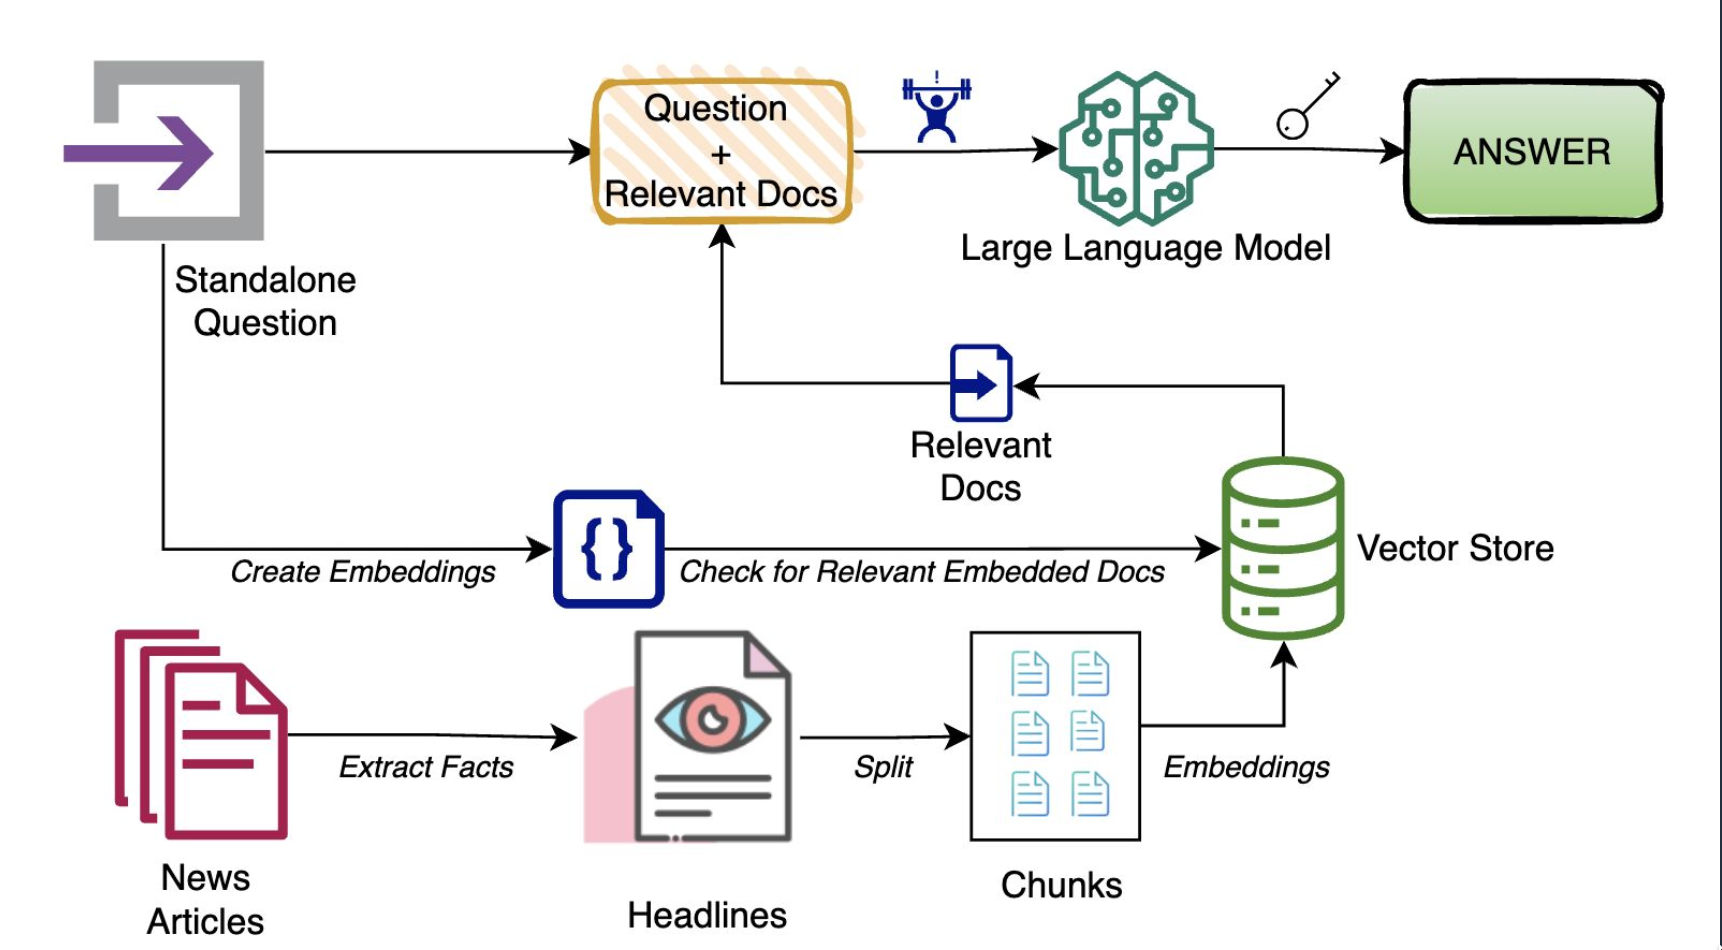 Question
+
Relevant Docs
ANSWER
Large Language Model
Standalone
Question
Relevant
Docs
{}
Create Embeddings
Check for Relevant Embedded Docs
Vector Store
Extract Facts
Split
Embeddings
News
Articles
Headlines
Chunks